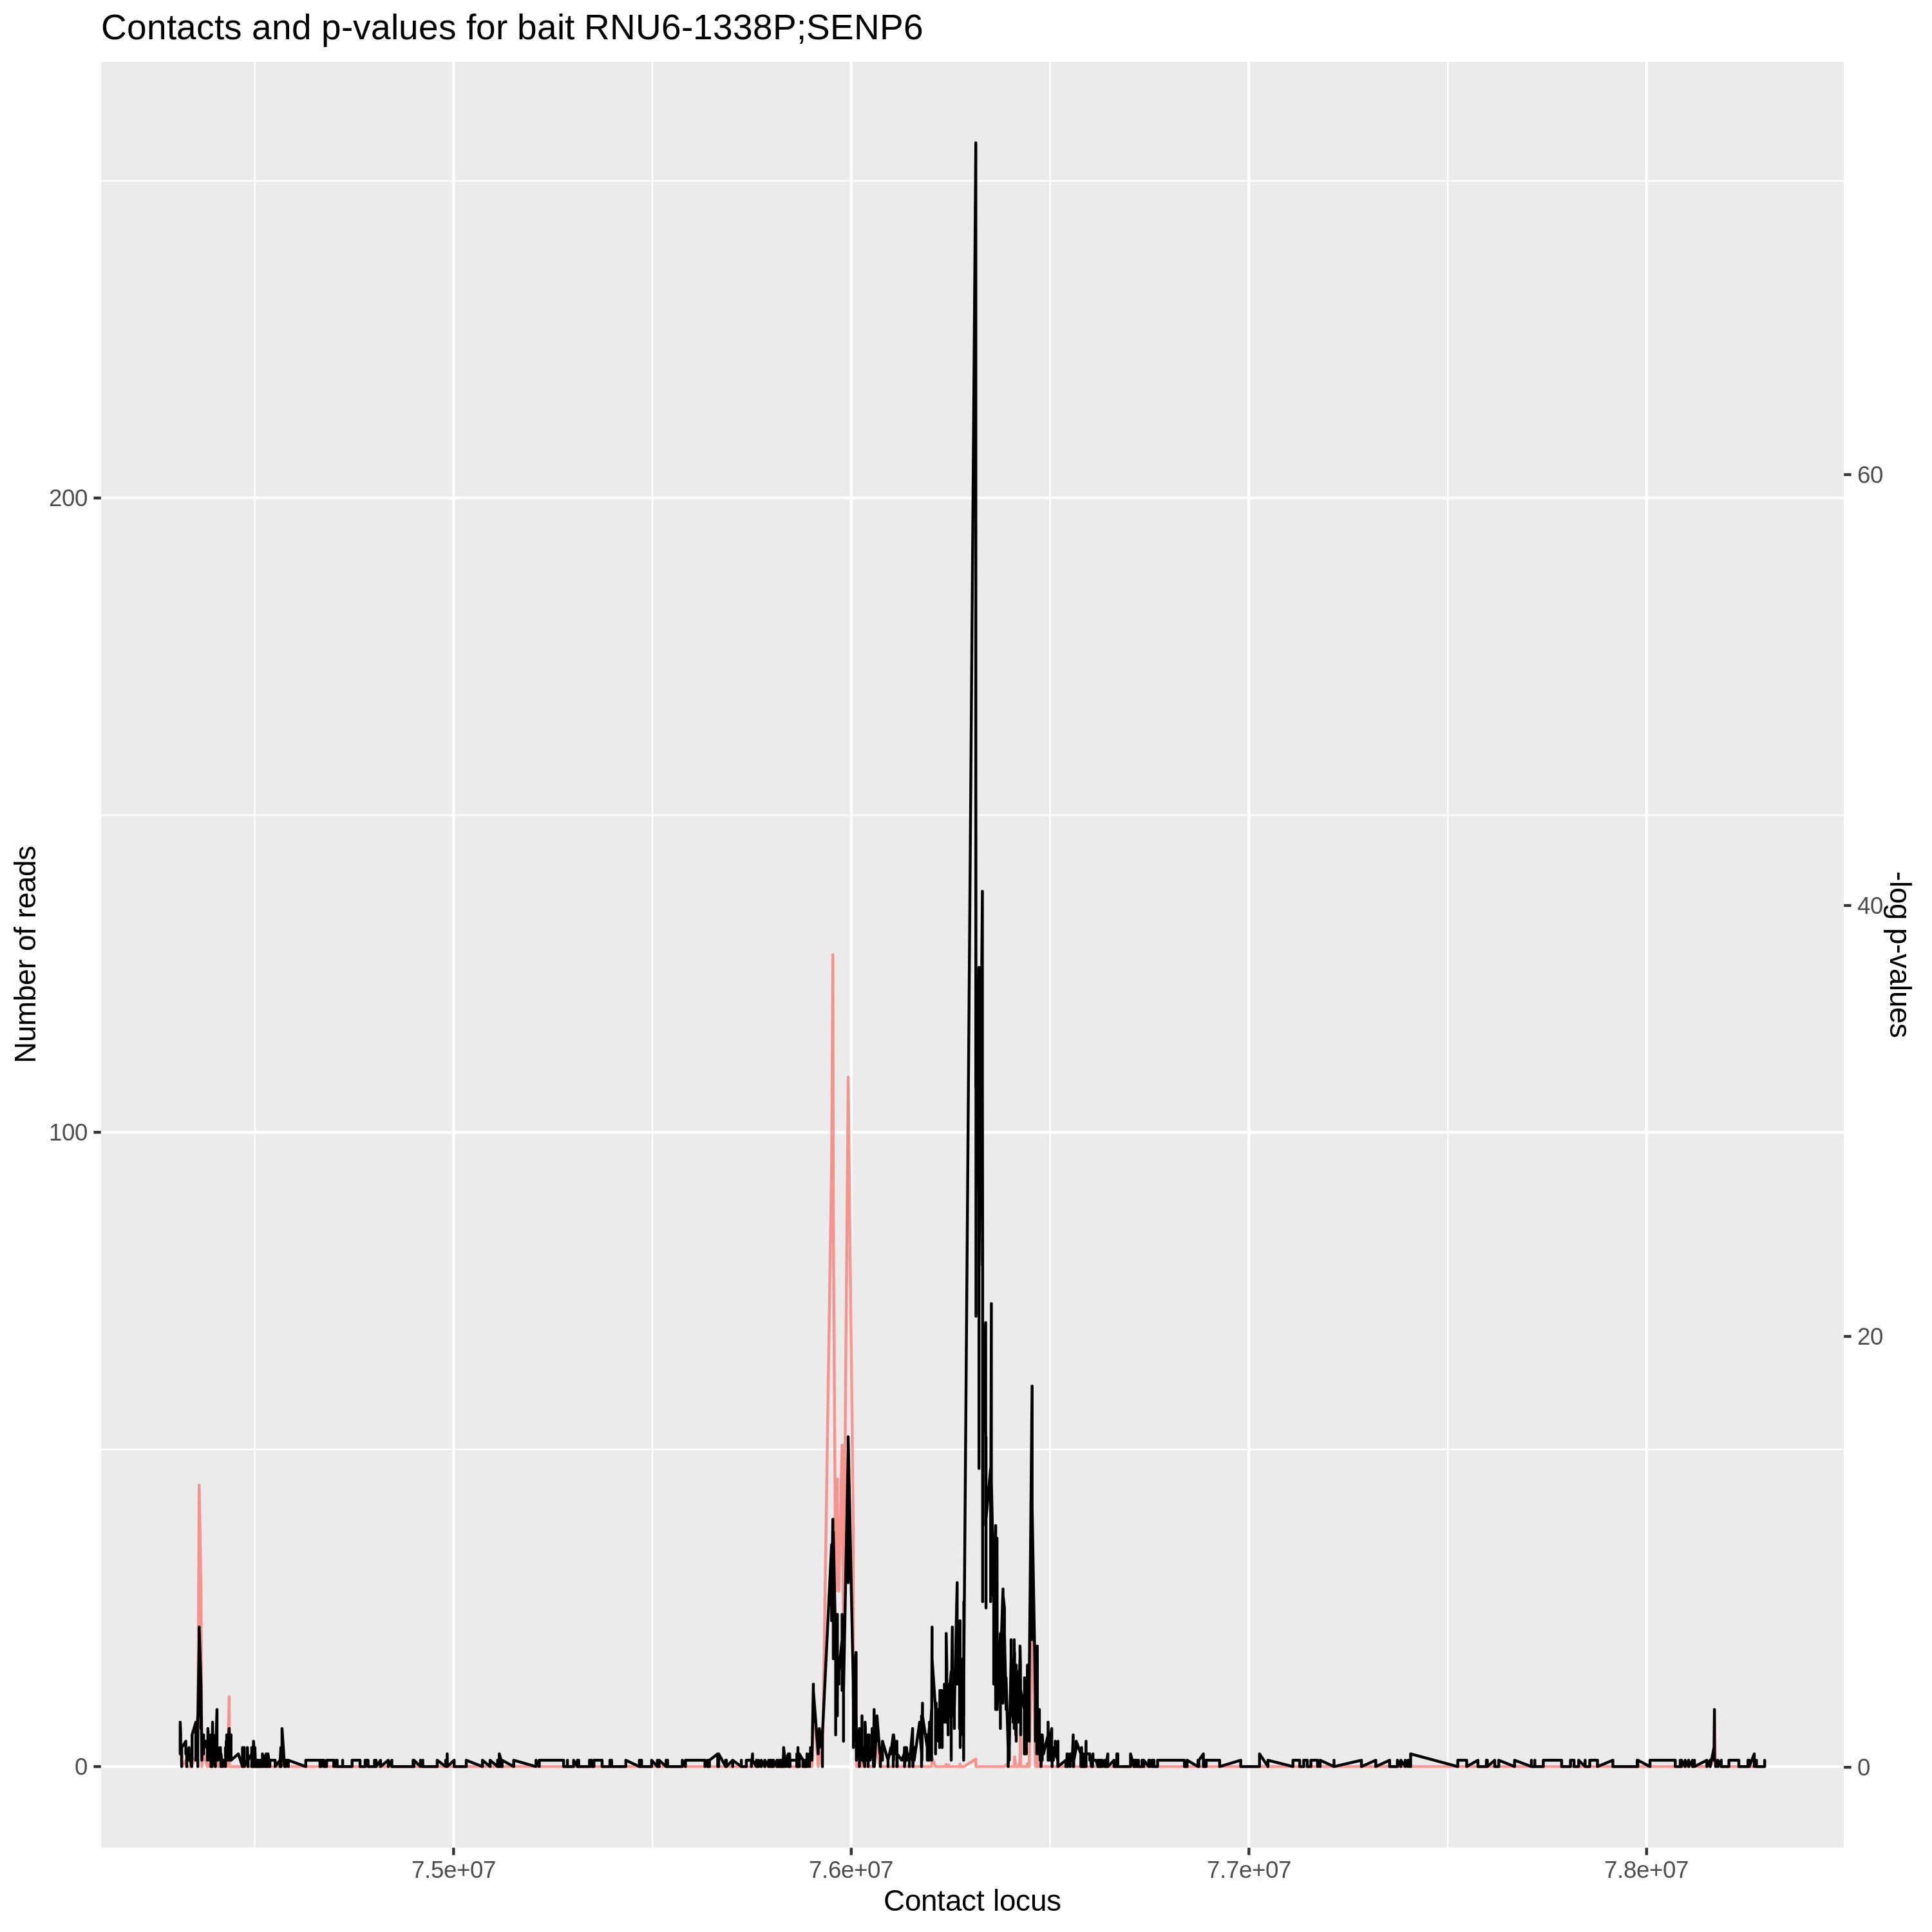 Contacts and p-values for bait RNU6-1338P;SENP6
Number of reads
200
100
0
60
40
20
0
-log p-values
7.5e+07 7.6e+07 7.7e+07 7.8e+07
Contact locus